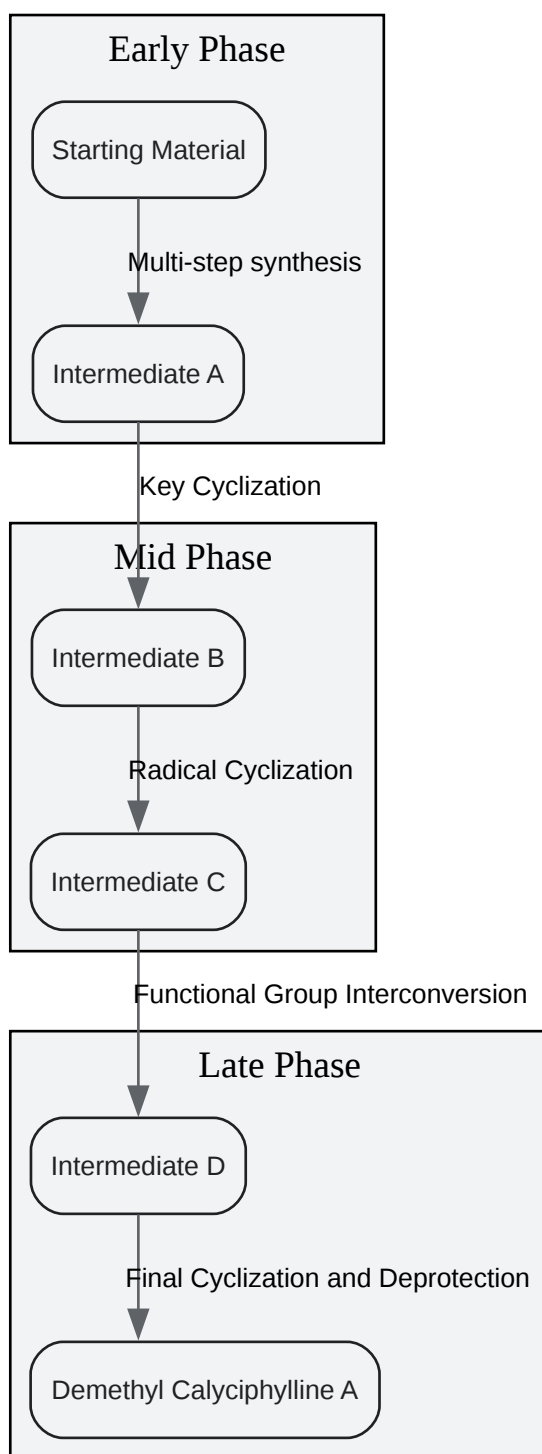 Early Phase
Starting Material
Multi-step synthesis
Intermediate A
Key Cyclization
Mid Phase
Intermediate B
Radical Cyclization
Intermediate C
Functional Group Interconversion
Late Phase
Intermediate D
Final Cyclization and Deprotection
Demethyl Calyciphylline A